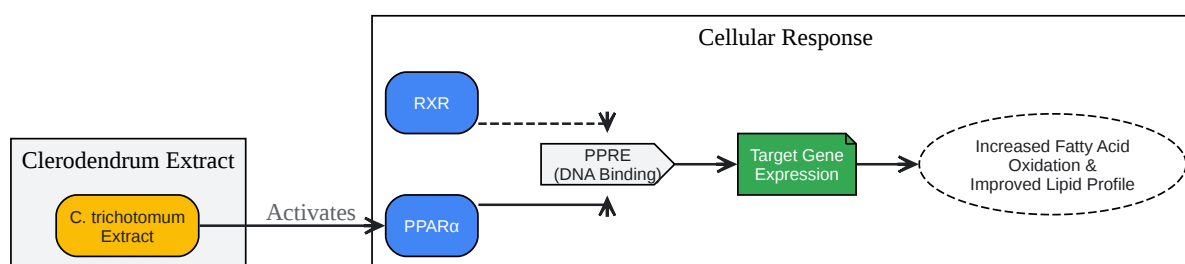 Cellular Response
RXR
Clerodendrum Extract
C. trichotomum
Extract
Activates
PPARα
PPRE
(DNA Binding)
Target Gene
Expression
Increased Fatty Acid
Oxidation &
Improved Lipid Profile